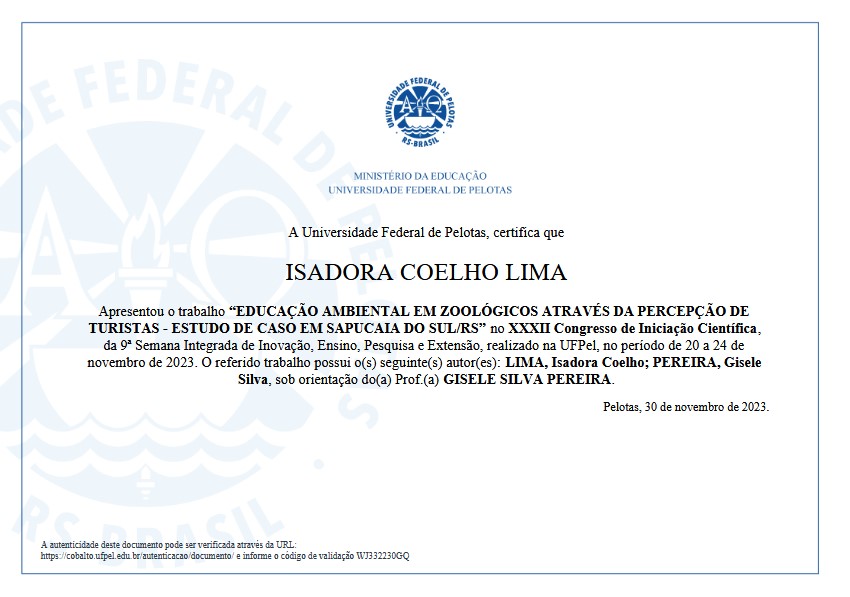 UNIVERSIDADE FEDERAL DE PELOTAS
RS-BRASIL
MINISTÉRIO DA EDUCAÇÃO
UNIVERSIDADE FEDERAL DE PELOTAS
A Universidade Federal de Pelotas, certifica que
ISADORA COELHO LIMA
Apresentou o trabalho “EDUCAÇÃO AMBIENTAL EM ZOOLÓGICOS ATRAVÉS DA PERCEPÇÃO DE
TURISTAS - ESTUDO DE CASO EM SAPUCAIA DO SUL/RS” no XXXII Congresso de Iniciação Científica,
da 9ª Semana Integrada de Inovação, Ensino, Pesquisa e Extensão, realizado na UFPel, no período de 20 a 24 de
novembro de 2023. O referido trabalho possui o(s) seguinte(s) autor(es): LIMA, Isadora Coelho; PEREIRA, Gisele
Silva, sob orientação do(a) Prof.(a) GISELE SILVA PEREIRA.
Pelotas, 30 de novembro de 2023.
A autenticidade deste documento pode ser verificada através da URL:
https://cobalto.ufpel.edu.br/autenticacao/documento/ e informe o código de validação WJ332230GQ